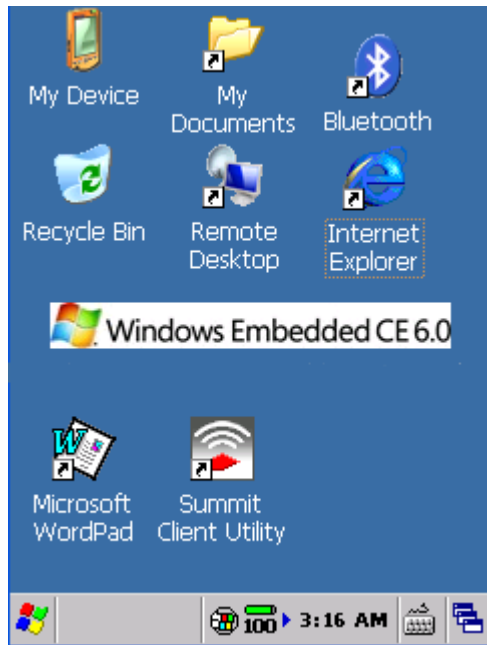 My Device
My
Documents
Bluetooth
Recycle Bin
Remote
Desktop
Internet
Explorer
Windows Embedded CE 6.0
Microsoft
WordPad
Summit
Client Utility
100
3:16 AM